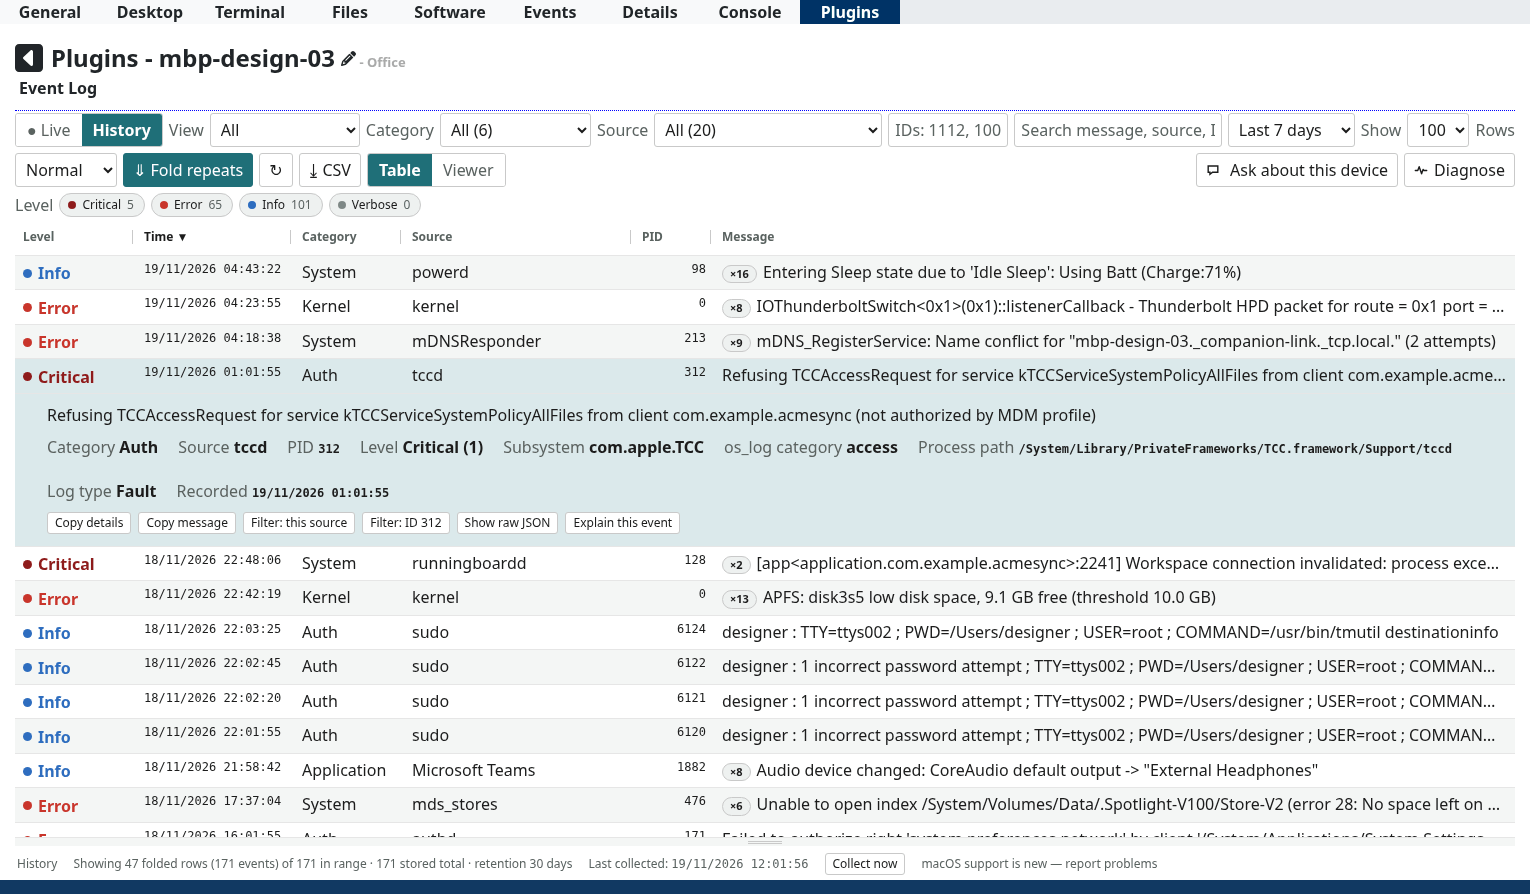 General Desktop Terminal Files Software Events Details Console Plugins
Plugins - mbp-design-03 - Office
Event Log
● Live History View All Category All (6) Source All (20) IDs: 1112, 100 Search message, source, I Last 7 days Show 100 Rows
Normal ⇓ Fold repeats ↻ ⤓ CSV Table Viewer Ask about this device Diagnose
Level Critical 5 Error 65 Info 101 Verbose 0
Level Time ▼ Category Source PID Message
Info 19/11/2026 04:43:22 System powerd 98 ×16 Entering Sleep state due to 'Idle Sleep': Using Batt (Charge:71%)
Error 19/11/2026 04:23:55 Kernel kernel 0 ×8 IOThunderboltSwitch<0x1>(0x1)::listenerCallback - Thunderbolt HPD packet for route = 0x1 port = ...
Error 19/11/2026 04:18:38 System mDNSResponder 213 ×9 mDNS_RegisterService: Name conflict for "mbp-design-03._companion-link._tcp.local." (2 attempts)
Critical 19/11/2026 01:01:55 Auth tccd 312 Refusing TCCAccessRequest for service kTCCServiceSystemPolicyAllFiles from client com.example.acme...
Refusing TCCAccessRequest for service kTCCServiceSystemPolicyAllFiles from client com.example.acmesync (not authorized by MDM profile)
Category Auth Source tccd PID 312 Level Critical (1) Subsystem com.apple.TCC os_log category access Process path /System/Library/PrivateFrameworks/TCC.framework/Support/tccd
Log type Fault Recorded 19/11/2026 01:01:55
Copy details Copy message Filter: this source Filter: ID 312 Show raw JSON Explain this event
Critical 18/11/2026 22:48:06 System runningboardd 128 ×2 [app<application.com.example.acmesync>:2241] Workspace connection invalidated: process exce...
Error 18/11/2026 22:42:19 Kernel kernel 0 ×13 APFS: disk3s5 low disk space, 9.1 GB free (threshold 10.0 GB)
Info 18/11/2026 22:03:25 Auth sudo 6124 designer : TTY=ttys002 ; PWD=/Users/designer ; USER=root ; COMMAND=/usr/bin/tmutil destinationinfo
Info 18/11/2026 22:02:45 Auth sudo 6122 designer : 1 incorrect password attempt ; TTY=ttys002 ; PWD=/Users/designer ; USER=root ; COMMAN...
Info 18/11/2026 22:02:20 Auth sudo 6121 designer : 1 incorrect password attempt ; TTY=ttys002 ; PWD=/Users/designer ; USER=root ; COMMAN...
Info 18/11/2026 22:01:55 Auth sudo 6120 designer : 1 incorrect password attempt ; TTY=ttys002 ; PWD=/Users/designer ; USER=root ; COMMAN...
Info 18/11/2026 21:58:42 Application Microsoft Teams 1882 ×8 Audio device changed: CoreAudio default output -> "External Headphones"
Error 18/11/2026 17:37:04 System mds_stores 476 ×6 Unable to open index /System/Volumes/Data/.Spotlight-V100/Store-V2 (error 28: No space left on ...
18/11/2026 16:01:55 Auth authd 171 Failed to authorize right 'system.preferences.network' by client '/System/Applications/System Settings...
History Showing 47 folded rows (171 events) of 171 in range · 171 stored total · retention 30 days Last collected: 19/11/2026 12:01:56 Collect now macOS support is new — report problems